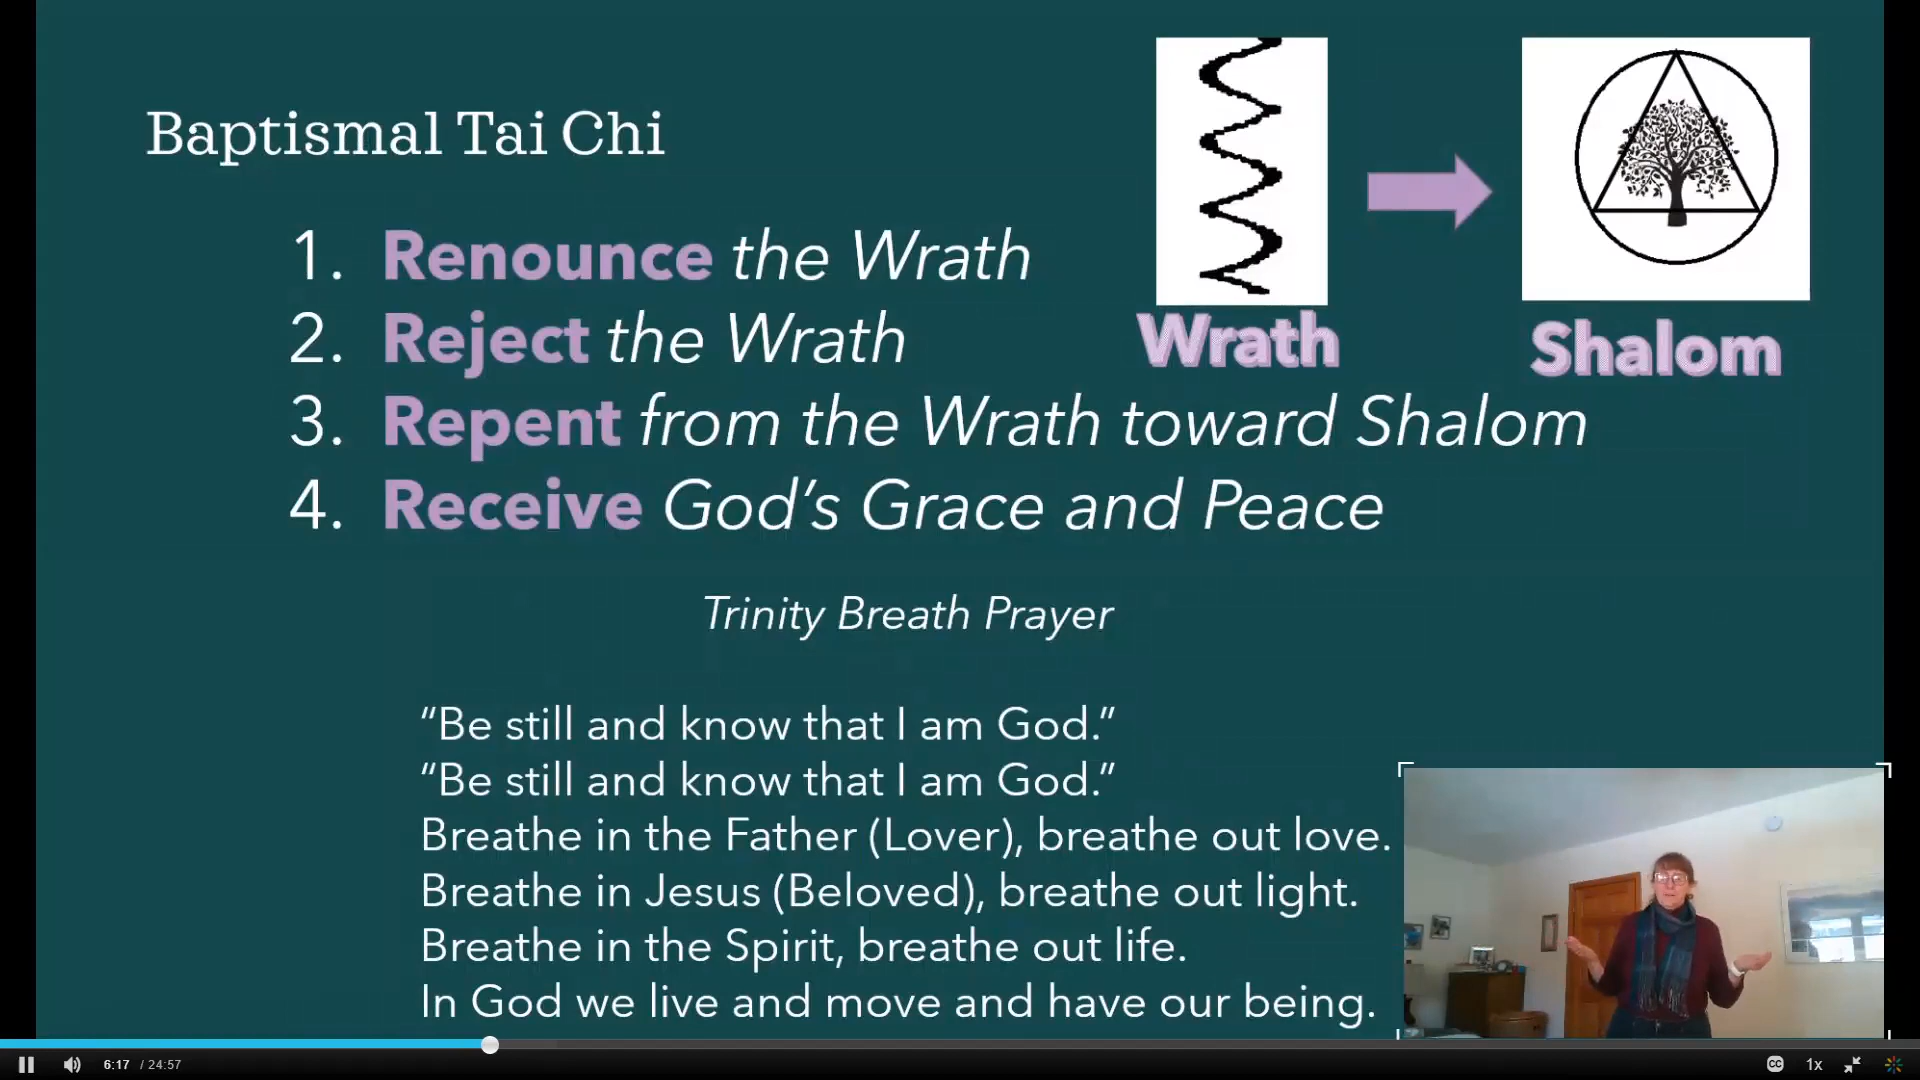 Baptismal Tai Chi
1. Renounce the Wrath
2. Reject the Wrath
3. Repent from the Wrath toward Shalom
4. Receive God’s Grace and Peace
Wrath
Shalom
Trinity Breath Prayer
“Be still and know that I am God.”
“Be still and know that I am God.”
Breathe in the Father (Lover), breathe out love.
Breathe in Jesus (Beloved), breathe out light.
Breathe in the Spirit, breathe out life.
In God we live and move and have our being.
6:17 / 24:57
CC
1x